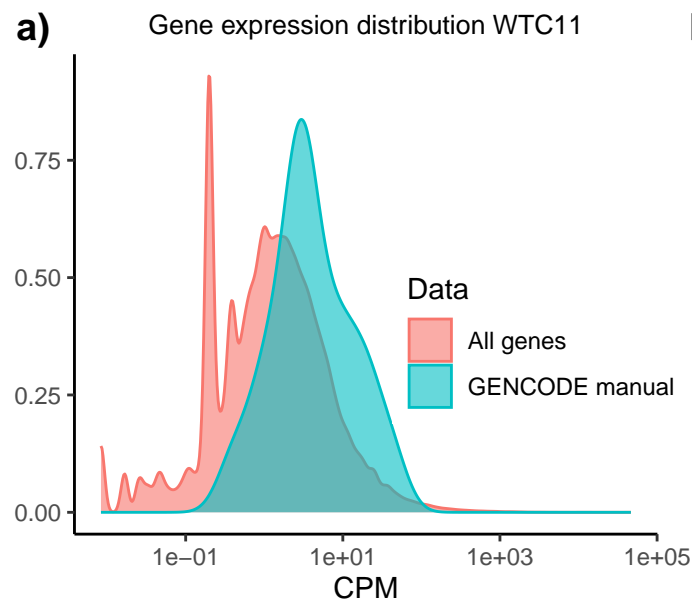 a)
Gene expression distribution WTC11
0.75
0.50
0.25
0.00
Data
All genes
GENCODE manual
1e−01
1e+01
1e+03
1e+05
CPM